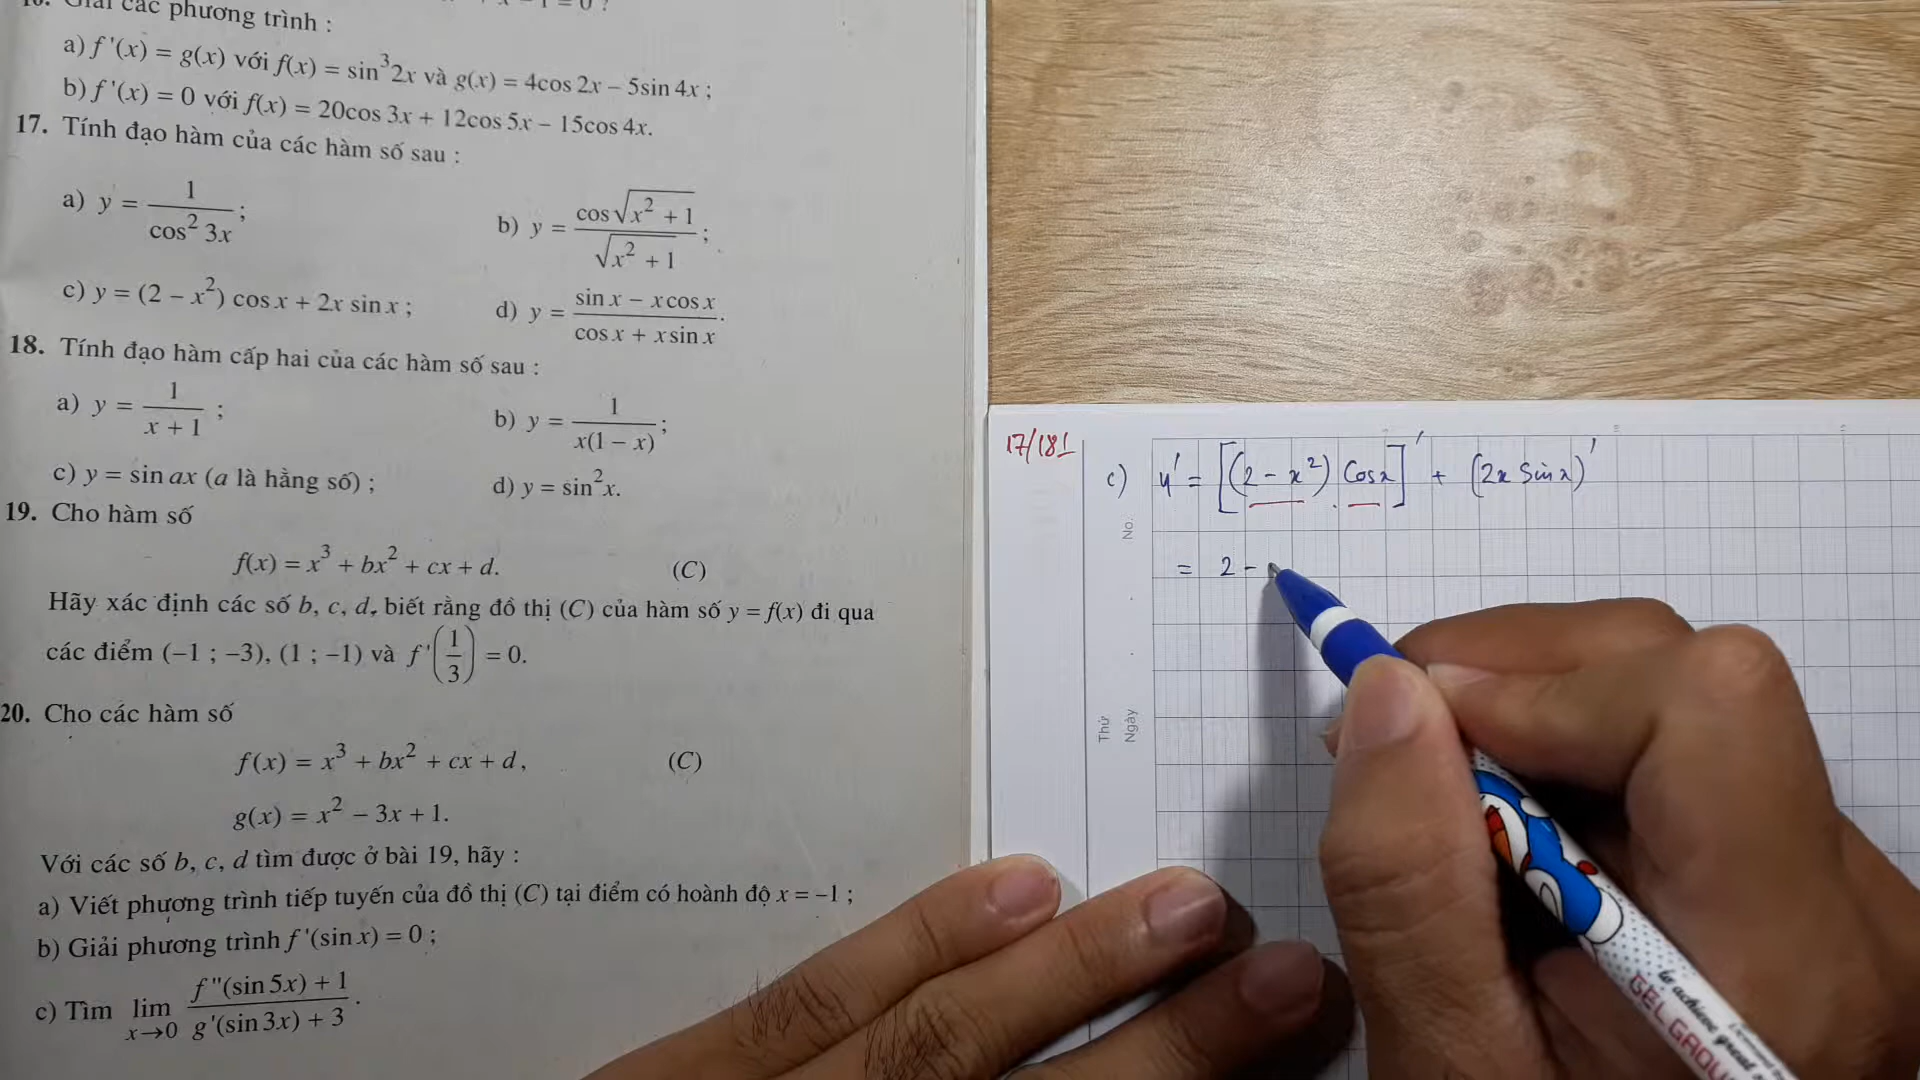 Giải các phương trình :
a) f '(x) = g(x) với f(x) = sin³2x và g(x) = 4cos 2x – 5sin 4x ;
b) f '(x) = 0 với f(x) = 20cos 3x + 12cos 5x – 15cos 4x.
17. Tính đạo hàm của các hàm số sau :
a) y = 1 / cos² 3x ;
b) y = cos√(x² + 1) / √(x² + 1) ;
c) y = (2 – x²) cos x + 2x sin x ;
d) y = (sin x – x cos x) / (cos x + x sin x) .
18. Tính đạo hàm cấp hai của các hàm số sau :
a) y = 1 / (x + 1) ;
b) y = 1 / (x(1 – x)) ;
c) y = sin ax (a là hằng số) ;
d) y = sin²x.
19. Cho hàm số
f(x) = x³ + bx² + cx + d. (C)
Hãy xác định các số b, c, d, biết rằng đồ thị (C) của hàm số y = f(x) đi qua
các điểm (–1 ; –3), (1 ; –1) và f '(1/3) = 0.
20. Cho các hàm số
f(x) = x³ + bx² + cx + d, (C)
g(x) = x² – 3x + 1.
Với các số b, c, d tìm được ở bài 19, hãy :
a) Viết phương trình tiếp tuyến của đồ thị (C) tại điểm có hoành độ x = –1 ;
b) Giải phương trình f '(sin x) = 0 ;
c) Tìm lim x→0 (f "(sin 5x) + 1) / (g '(sin 3x) + 3) .
17/181
c) y' = [(2 – x²) . Cosx]' + (2x Sinx)'
= 2 –
No.
Thứ
Ngày